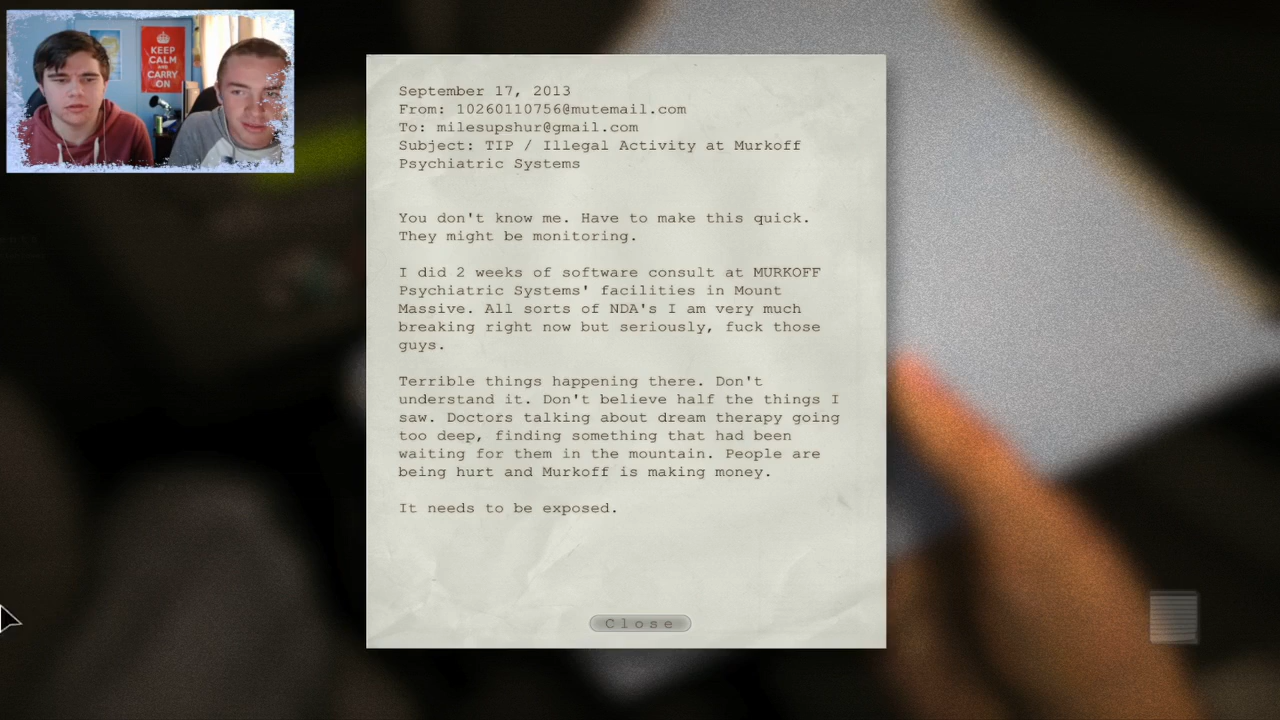 KEEP
CALM
AND
CARRY
ON
September 17, 2013
From: 10260110756@mutemail.com
To: milesupshur@gmail.com
Subject: TIP / Illegal Activity at Murkoff
Psychiatric Systems
You don't know me. Have to make this quick.
They might be monitoring.
I did 2 weeks of software consult at MURKOFF
Psychiatric Systems' facilities in Mount
Massive. All sorts of NDA's I am very much
breaking right now but seriously, fuck those
guys.
Terrible things happening there. Don't
understand it. Don't believe half the things I
saw. Doctors talking about dream therapy going
too deep, finding something that had been
waiting for them in the mountain. People are
being hurt and Murkoff is making money.
It needs to be exposed.
Close